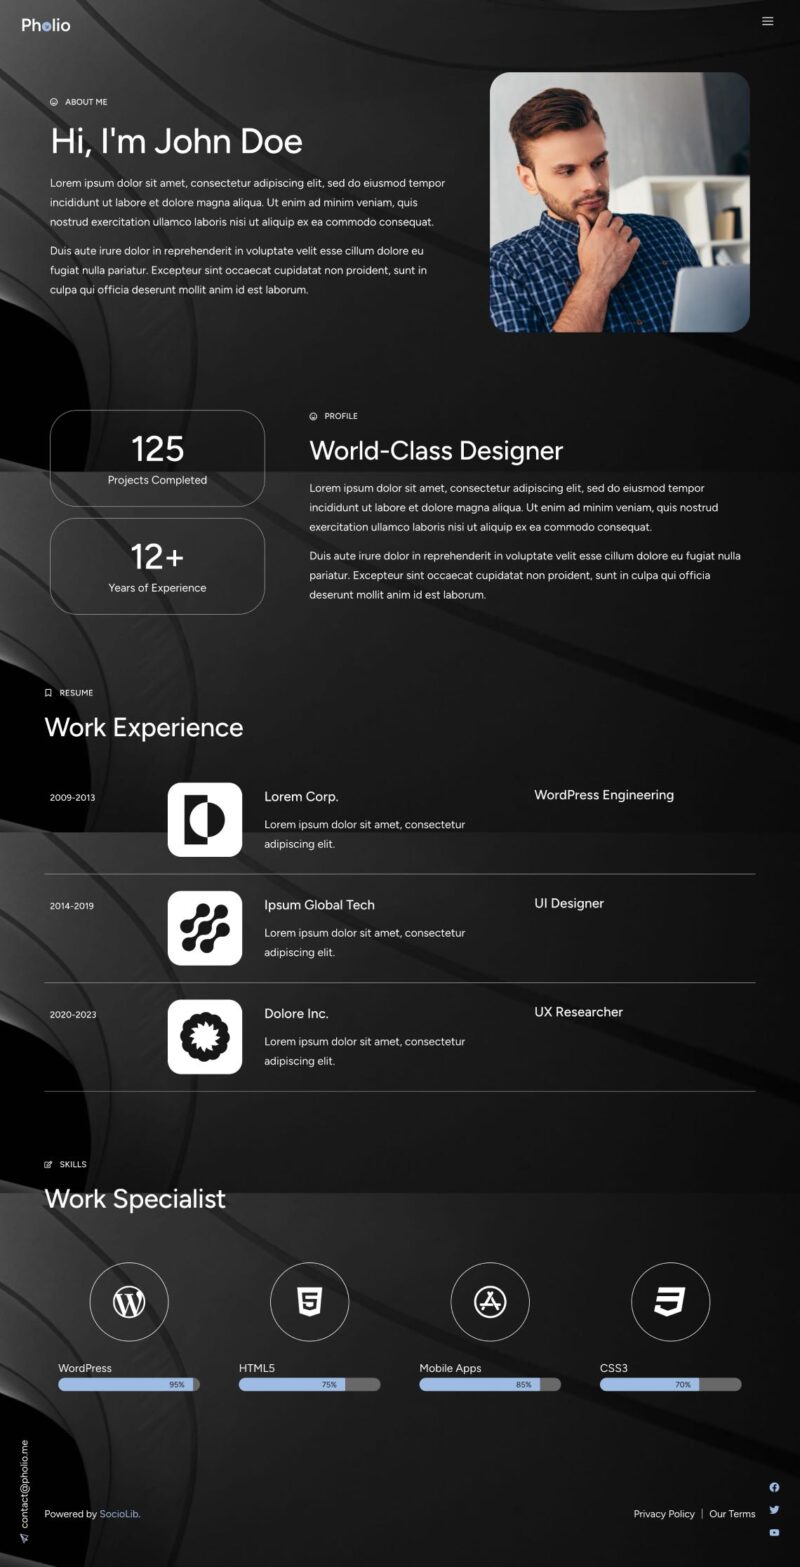 Pholio
ABOUT ME
Hi, I'm John Doe
Lorem ipsum dolor sit amet, consectetur adipiscing elit, sed do eiusmod tempor
incididunt ut labore et dolore magna aliqua. Ut enim ad minim veniam, quis
nostrud exercitation ullamco laboris nisi ut aliquip ex ea commodo consequat.
Duis aute irure dolor in reprehenderit in voluptate velit esse cillum dolore eu
fugiat nulla pariatur. Excepteur sint occaecat cupidatat non proident, sunt in
culpa qui officia deserunt mollit anim id est laborum.
125
Projects Completed
12+
Years of Experience
PROFILE
World-Class Designer
Lorem ipsum dolor sit amet, consectetur adipiscing elit, sed do eiusmod tempor
incididunt ut labore et dolore magna aliqua. Ut enim ad minim veniam, quis nostrud
exercitation ullamco laboris nisi ut aliquip ex ea commodo consequat.
Duis aute irure dolor in reprehenderit in voluptate velit esse cillum dolore eu fugiat nulla
pariatur. Excepteur sint occaecat cupidatat non proident, sunt in culpa qui officia
deserunt mollit anim id est laborum.
RESUME
Work Experience
2009-2013
Lorem Corp.
Lorem ipsum dolor sit amet, consectetur
adipiscing elit.
WordPress Engineering
2014-2019
Ipsum Global Tech
Lorem ipsum dolor sit amet, consectetur
adipiscing elit.
UI Designer
2020-2023
Dolore Inc.
Lorem ipsum dolor sit amet, consectetur
adipiscing elit.
UX Researcher
SKILLS
Work Specialist
WordPress
95%
HTML5
75%
Mobile Apps
85%
CSS3
70%
contact@pholio.me
Powered by SocioLib.
Privacy Policy | Our Terms